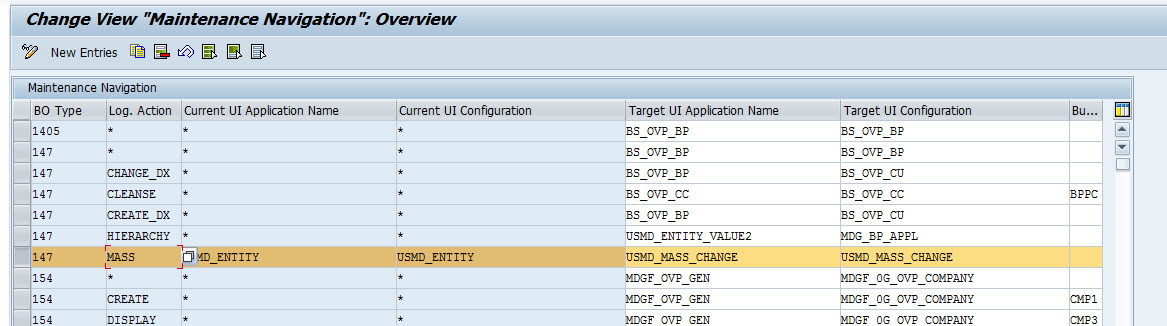 Change View "Maintenance Navigation": Overview
New Entries
Maintenance Navigation
BO Type Log. Action Current UI Application Name Current UI Configuration Target UI Application Name Target UI Configuration Bu...
1405 * * * BS_OVP_BP BS_OVP_BP
147 * * * BS_OVP_BP BS_OVP_BP
147 CHANGE_DX * * BS_OVP_BP BS_OVP_CU
147 CLEANSE * * BS_OVP_CC BS_OVP_CC BPPC
147 CREATE_DX * * BS_OVP_BP BS_OVP_CU
147 HIERARCHY * * USMD_ENTITY_VALUE2 MDG_BP_APPL
147 MASS MD_ENTITY USMD_ENTITY USMD_MASS_CHANGE USMD_MASS_CHANGE
154 * * * MDGF_OVP_GEN MDGF_0G_OVP_COMPANY
154 CREATE * * MDGF_OVP_GEN MDGF_0G_OVP_COMPANY CMP1
154 DISPLAY * * MDGF_OVP_GEN MDGF_0G_OVP_COMPANY CMP3